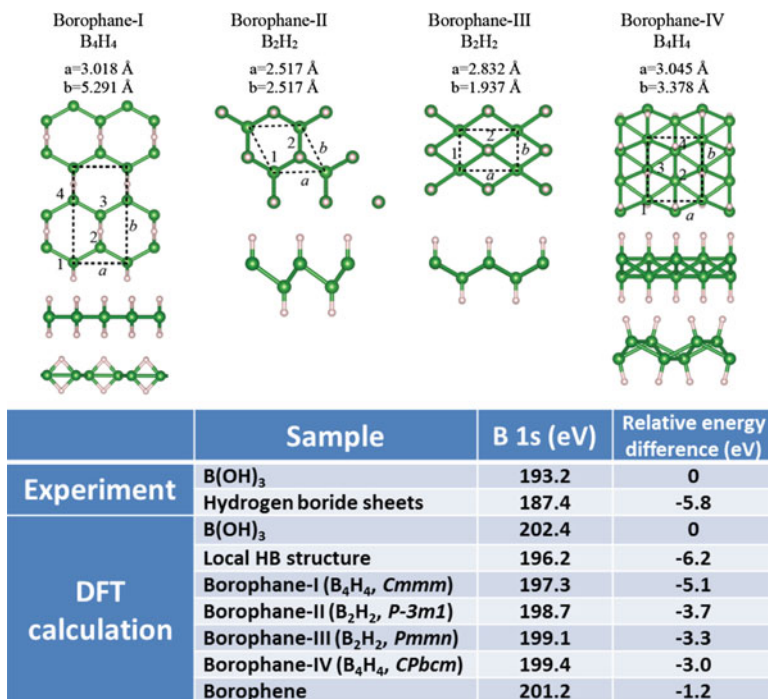 Borophane-I
B₄H₄
a=3.018 Å
b=5.291 Å
4
3
2
1
b
a
Borophane-II
B₂H₂
a=2.517 Å
b=2.517 Å
2
b
1
a
Borophane-III
B₂H₂
a=2.832 Å
b=1.937 Å
2
1
b
a
Borophane-IV
B₄H₄
a=3.045 Å
b=3.378 Å
4
b
3
2
1
a
Sample B 1s (eV) Relative energy difference (eV)
Experiment
B(OH)₃ 193.2 0
Hydrogen boride sheets 187.4 -5.8
DFT calculation
B(OH)₃ 202.4 0
Local HB structure 196.2 -6.2
Borophane-I (B₄H₄, Cmmm) 197.3 -5.1
Borophane-II (B₂H₂, P-3m1) 198.7 -3.7
Borophane-III (B₂H₂, Pmmn) 199.1 -3.3
Borophane-IV (B₄H₄, CPbcm) 199.4 -3.0
Borophene 201.2 -1.2